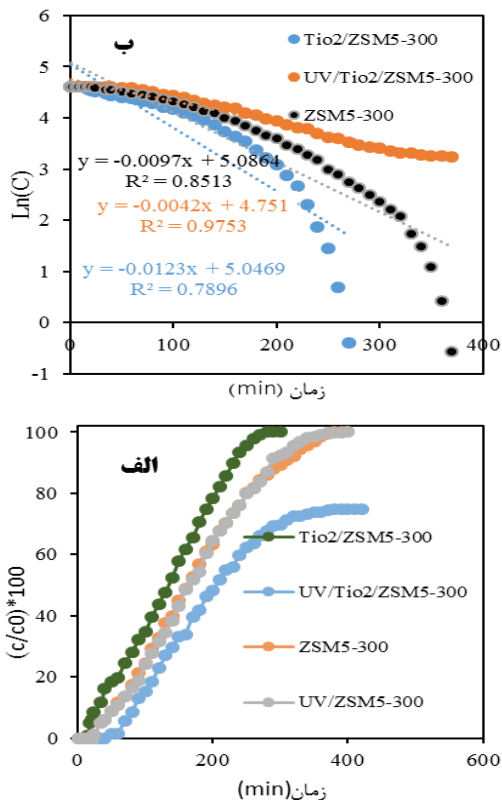 ب
Tio2/ZSM5-300
UV/Tio2/ZSM5-300
ZSM5-300
6
5
4
3
2
1
0
-1
Ln(C)
y = -0.0097x + 5.0864
R² = 0.8513
y = -0.0042x + 4.751
R² = 0.9753
y = -0.0123x + 5.0469
R² = 0.7896
0 100 200 300 400
زمان (min)
الف
100
80
60
40
20
0
(c/c0)*100
Tio2/ZSM5-300
UV/Tio2/ZSM5-300
ZSM5-300
UV/ZSM5-300
0 200 400 600
زمان(min)